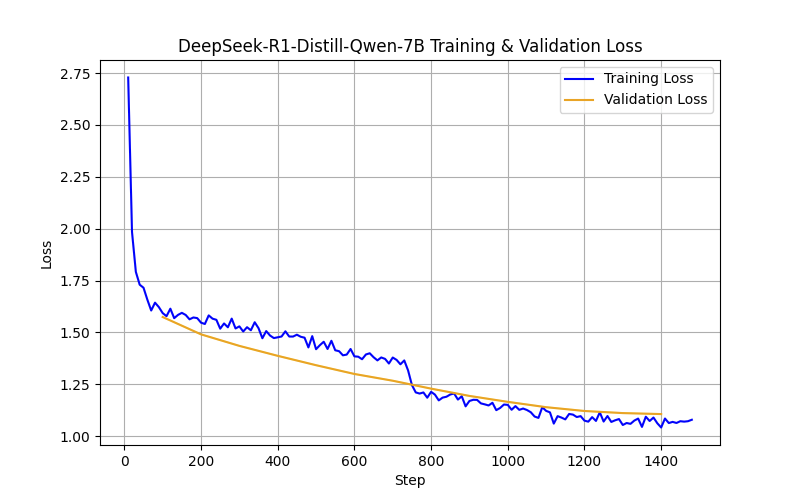 DeepSeek-R1-Distill-Qwen-7B Training & Validation Loss
Training Loss
Validation Loss
2.75
2.50
2.25
2.00
1.75
1.50
1.25
1.00
Loss
0 200 400 600 800 1000 1200 1400
Step